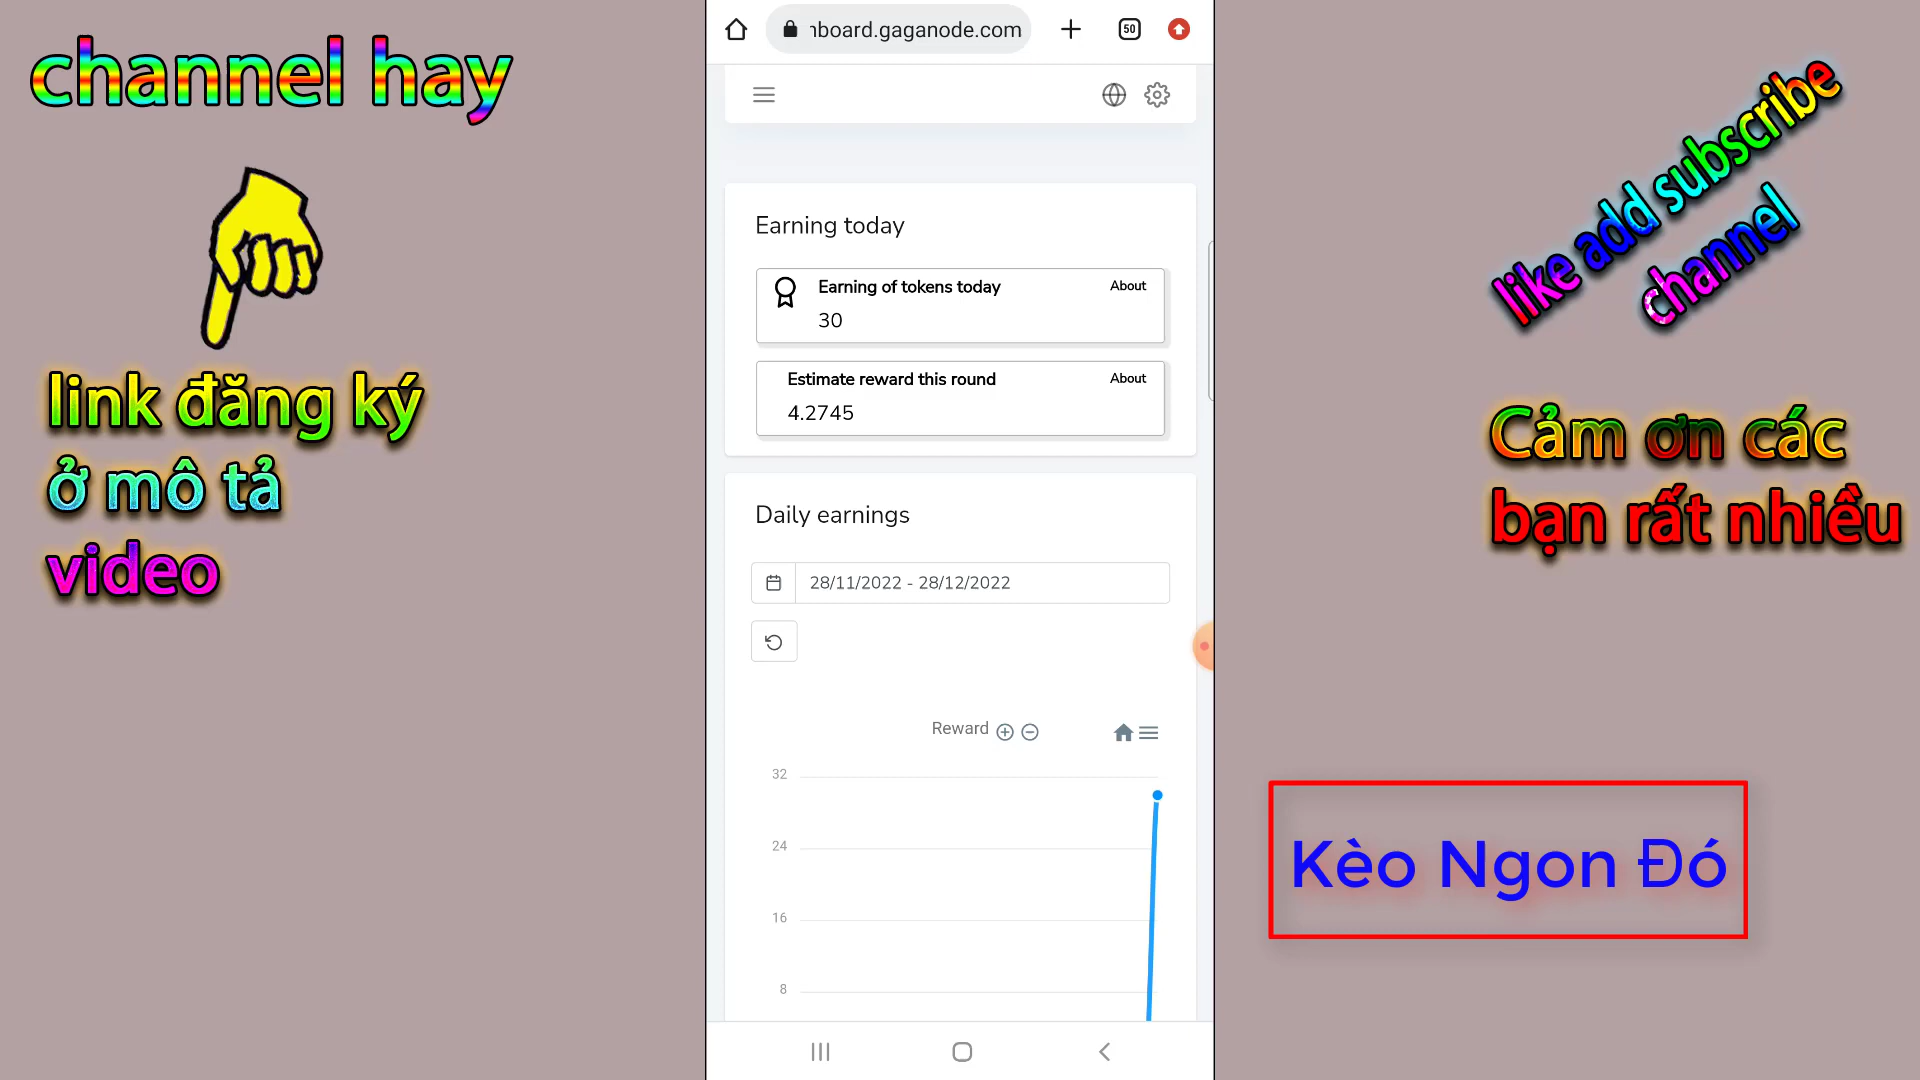 channel hay
link đăng ký
ở mô tả
video
board.gaganode.com
50
Earning today
Earning of tokens today
About
30
Estimate reward this round
About
4.2745
Daily earnings
28/11/2022 - 28/12/2022
Reward
32
24
16
8
like add subscribe
channel
Cảm ơn các
bạn rất nhiều
Kèo Ngon Đó